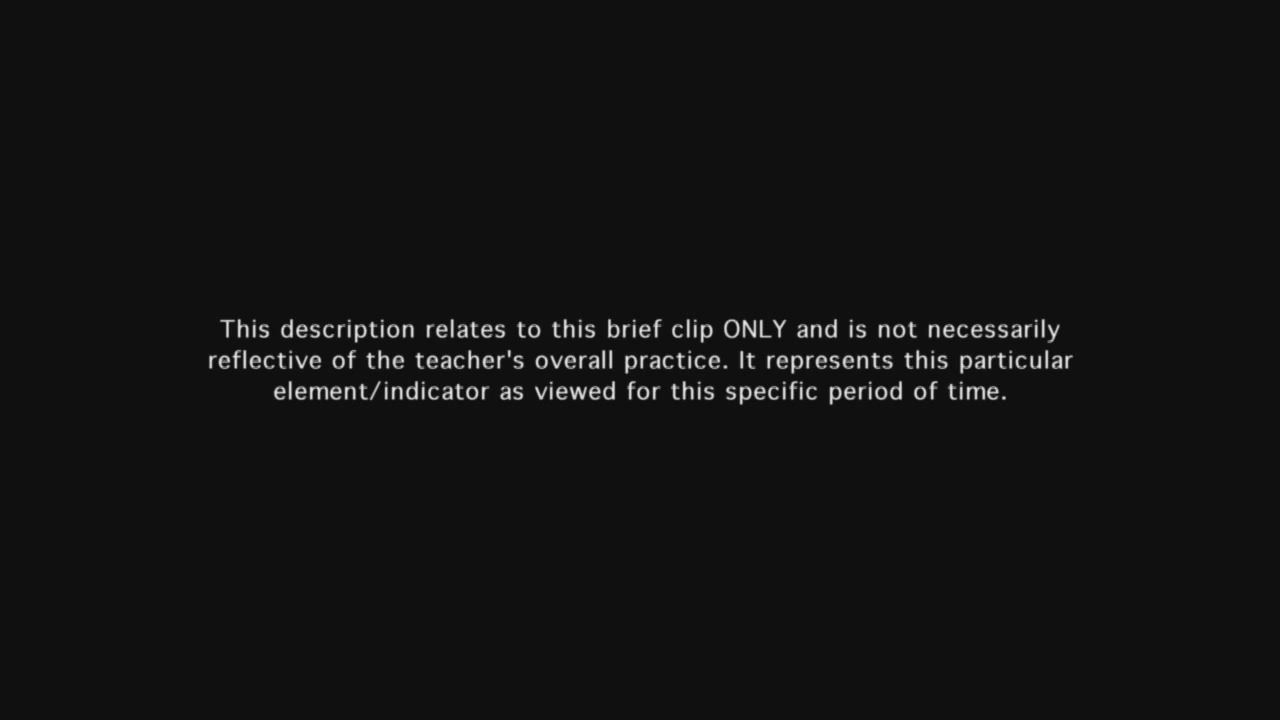 This description relates to this brief clip ONLY and is not necessarily
reflective of the teacher's overall practice. It represents this particular
element/indicator as viewed for this specific period of time.